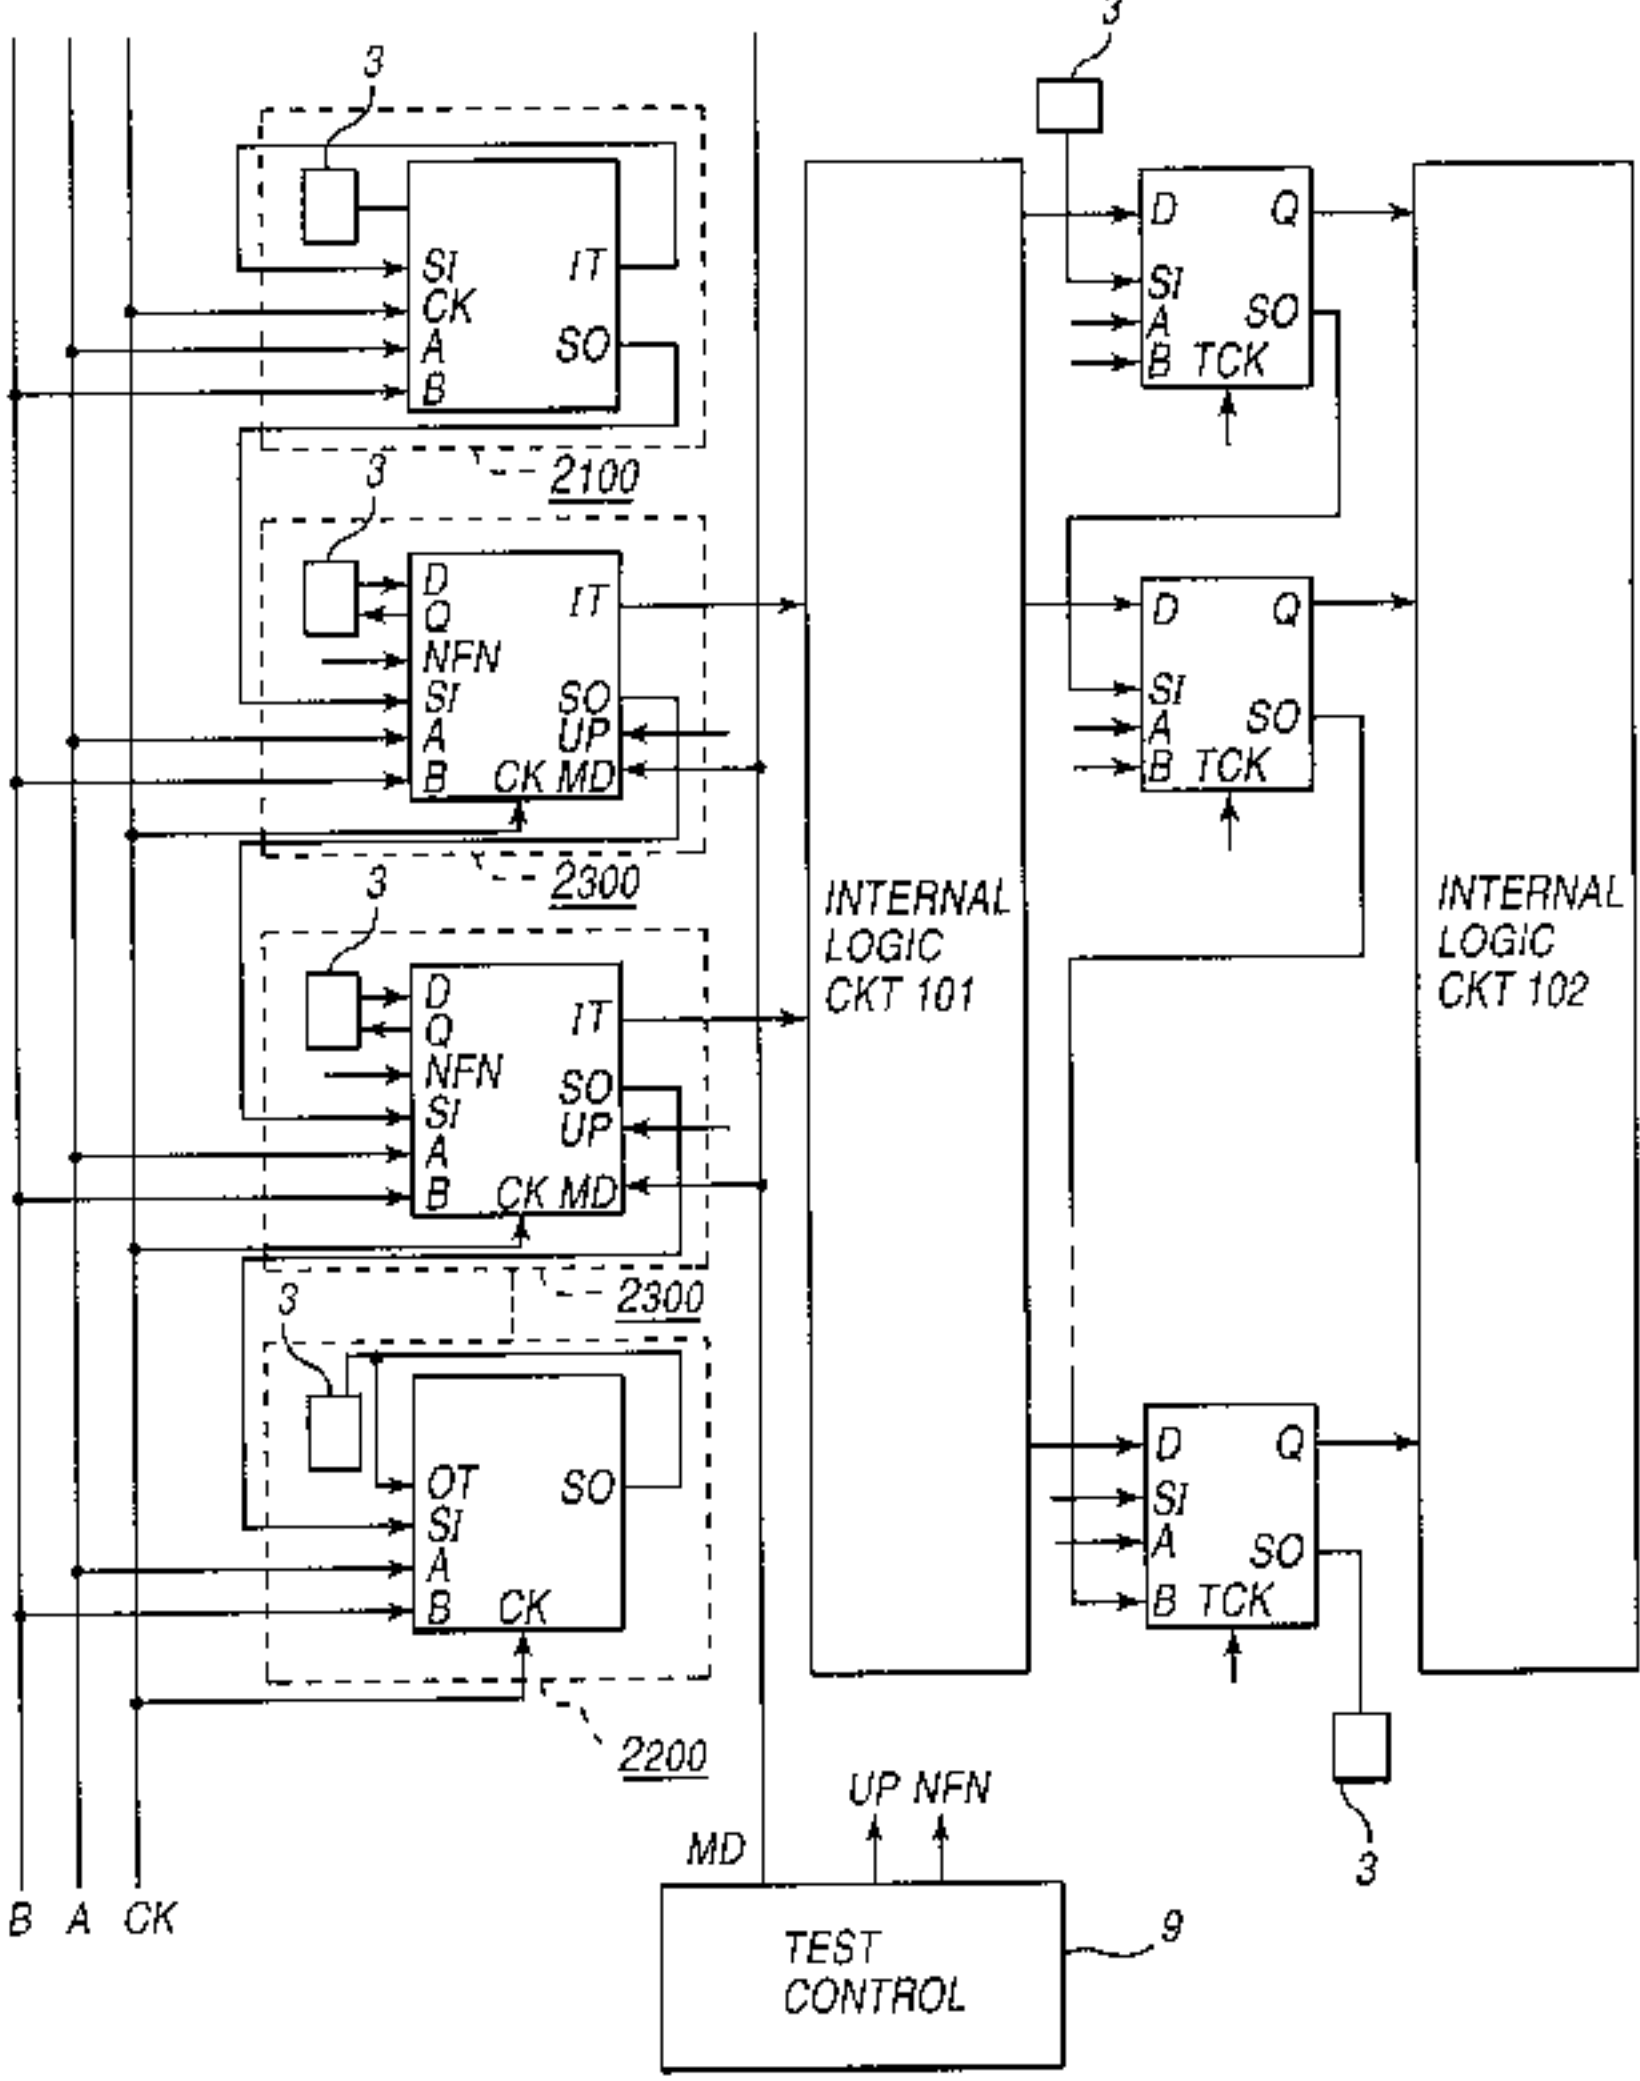 3
3
SI
IT
CK
A
SO
B
2100
3
D
Q
IT
NFN
SI
SO
A
UP
B
CK MD
2300
3
D
Q
IT
NFN
SO
SI
UP
A
B
CK MD
2300
3
OT
SO
SI
A
B
CK
2200
INTERNAL
LOGIC
CKT 101
D
Q
SI
SO
A
B
TCK
D
Q
SI
SO
A
B
TCK
D
Q
SI
A
SO
B
TCK
3
INTERNAL
LOGIC
CKT 102
UP NFN
MD
B
A
CK
TEST
CONTROL
9